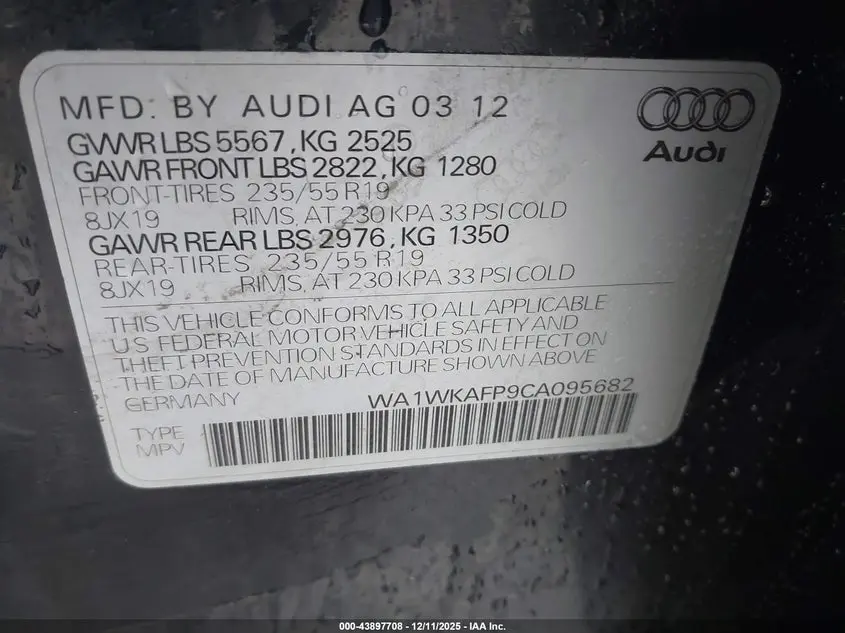 MFD. BY AUDI AG 03 12
Audi
GVWR LBS 5567, KG 2525
GAWR FRONT LBS 2822, KG 1280
FRONT-TIRES 235/55 R19
8JX19 RIMS, AT 230 KPA 33 PSI COLD
GAWR REAR LBS 2976, KG 1350
REAR-TIRES 235/55 R19
8JX19 RIMS, AT 230 KPA 33 PSI COLD
THIS VEHICLE CONFORMS TO ALL APPLICABLE
U S FEDERAL MOTOR VEHICLE SAFETY AND
THEFT PREVENTION STANDARDS IN EFFECT ON
THE DATE OF MANUFACTURE SHOWN ABOVE
GERMANY WA1WKAFP9CA095682
TYPE
MPV
000-43897708 - 12/11/2025 - IAA Inc.